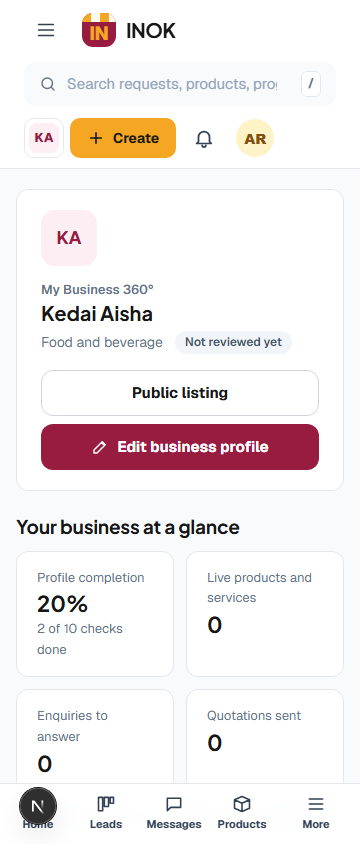 IN INOK
Search requests, products, pro /
KA + Create AR
KA
My Business 360°
Kedai Aisha
Food and beverage Not reviewed yet
Public listing
Edit business profile
Your business at a glance
Profile completion
20%
2 of 10 checks
done
Live products and
services
0
Enquiries to
answer
0
Quotations sent
0
N
Home Leads Messages Products More